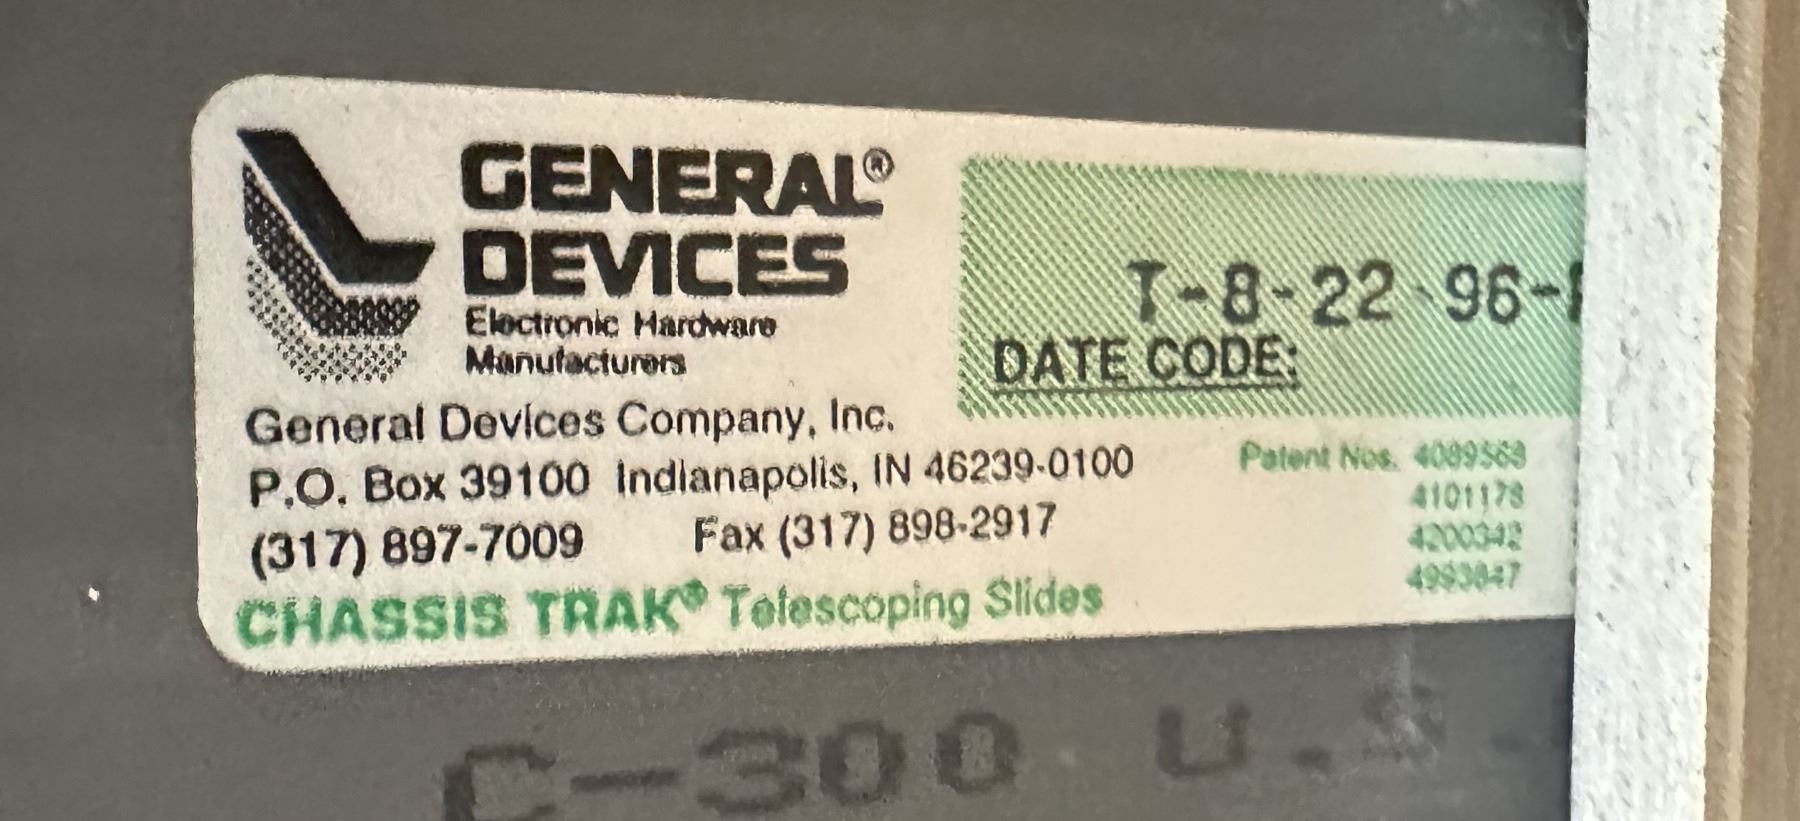 GENERAL®
DEVICES
Electronic Hardware
Manufacturers
T-8-22-96-
DATE CODE:
General Devices Company, Inc.
P.O. Box 39100 Indianapolis, IN 46239-0100
(317) 897-7009 Fax (317) 898-2917
CHASSIS TRAK® Telescoping Slides
Patent Nos. 4089568
4101178
4200342
4993847
C-300 U.S.